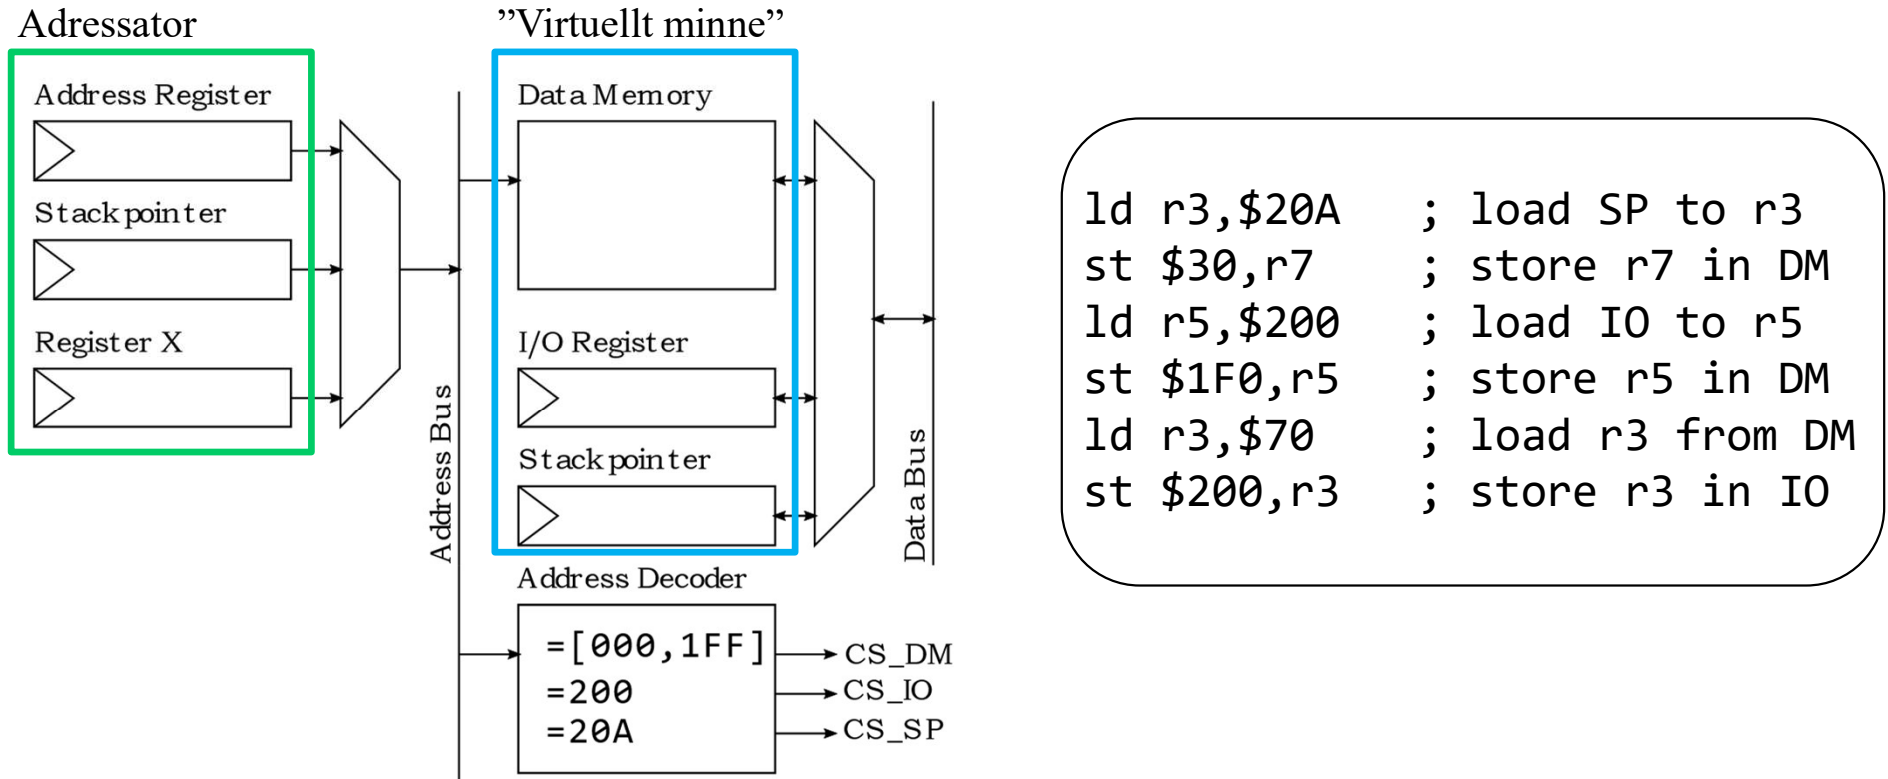 Adressator
Address Register
Stackpointer
Register X
Address Bus
”Virtuellt minne”
Data Memory
I/O Register
Stackpointer
Data Bus
Address Decoder
=[000,1FF]
=200
=20A
CS_DM
CS_IO
CS_SP
ld r3,$20A ; load SP to r3
st $30,r7 ; store r7 in DM
ld r5,$200 ; load IO to r5
st $1F0,r5 ; store r5 in DM
ld r3,$70 ; load r3 from DM
st $200,r3 ; store r3 in IO